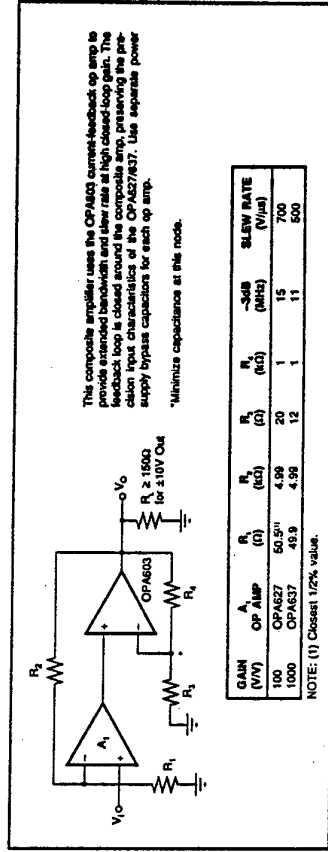 This composite amplifier uses the OPA603 current-feedback op amp to
provide extended bandwidth and slew rate at high closed-loop gain. The
feedback loop is closed around the composite amp, preserving the pre-
cision input characteristics of the OPA627/637. Use separate power
supply bypass capacitors for each op amp.
*Minimize capacitance at this node.
R2
A1
OPA603
VI
VO
RL ≥ 150Ω
for ±10V Out
R1
R3
R4
*
GAIN (V/V) A1 OP AMP R1 (Ω) R2 (kΩ) R3 (Ω) R4 (kΩ) –3dB (MHz) SLEW RATE (V/µs)
100 OPA627 50.5(1) 4.99 20 1 15 700
1000 OPA637 49.9 4.99 12 1 11 500
NOTE: (1) Closest 1/2% value.